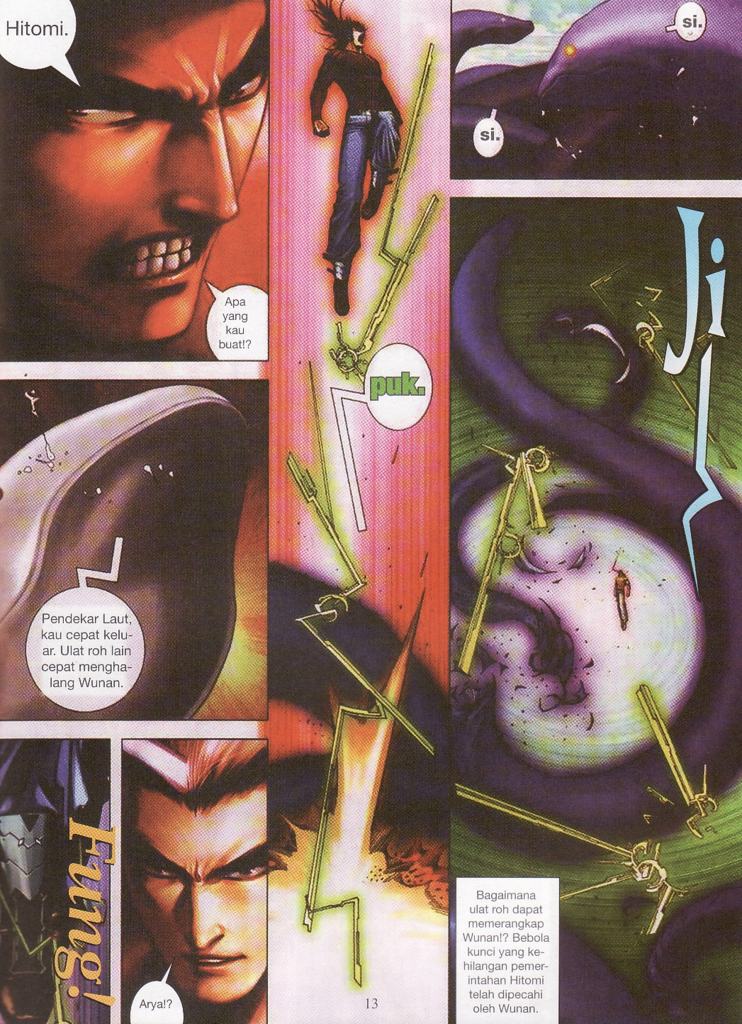 Hitomi.
Apa
yang
kau
buat!?
Pendekar Laut,
kau cepat kelu-
ar. Ulat roh lain
cepat mengha-
lang Wunan.
Fung!
Arya!?
puk.
si.
si.
Ji
Bagaimana
ulat roh dapat
memerangkap
Wunan!? Bebola
kunci yang ke-
hilangan pemer-
intahan Hitomi
telah dipecahi
oleh Wunan.
13